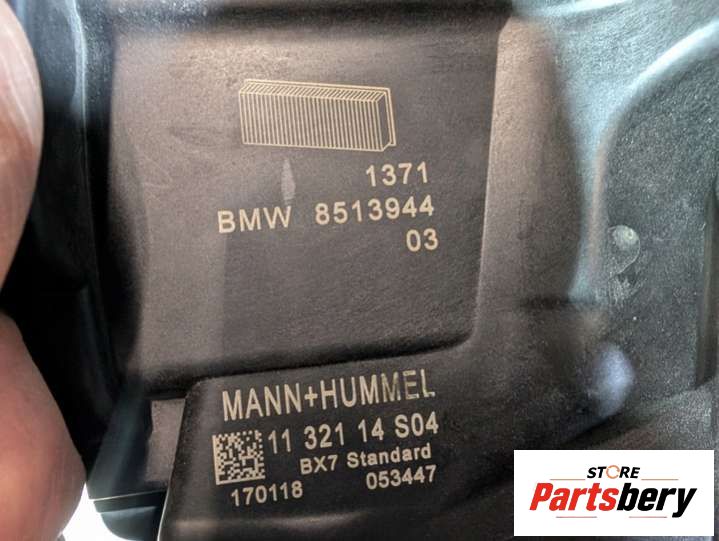 1371
BMW 8513944
03
MANN+HUMMEL
11 321 14 S04
BX7 Standard
170118 053447
STORE
Partsbery